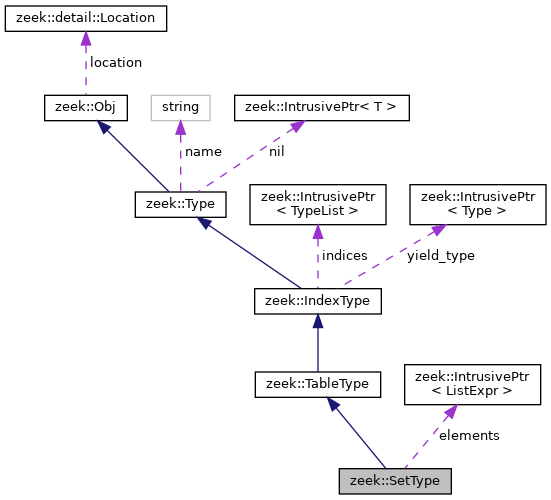 zeek::detail::Location
location
zeek::Obj
string
zeek::IntrusivePtr< T >
name
nil
zeek::Type
zeek::IntrusivePtr
< TypeList >
zeek::IntrusivePtr
< Type >
indices
yield_type
zeek::IndexType
zeek::TableType
zeek::IntrusivePtr
< ListExpr >
elements
zeek::SetType